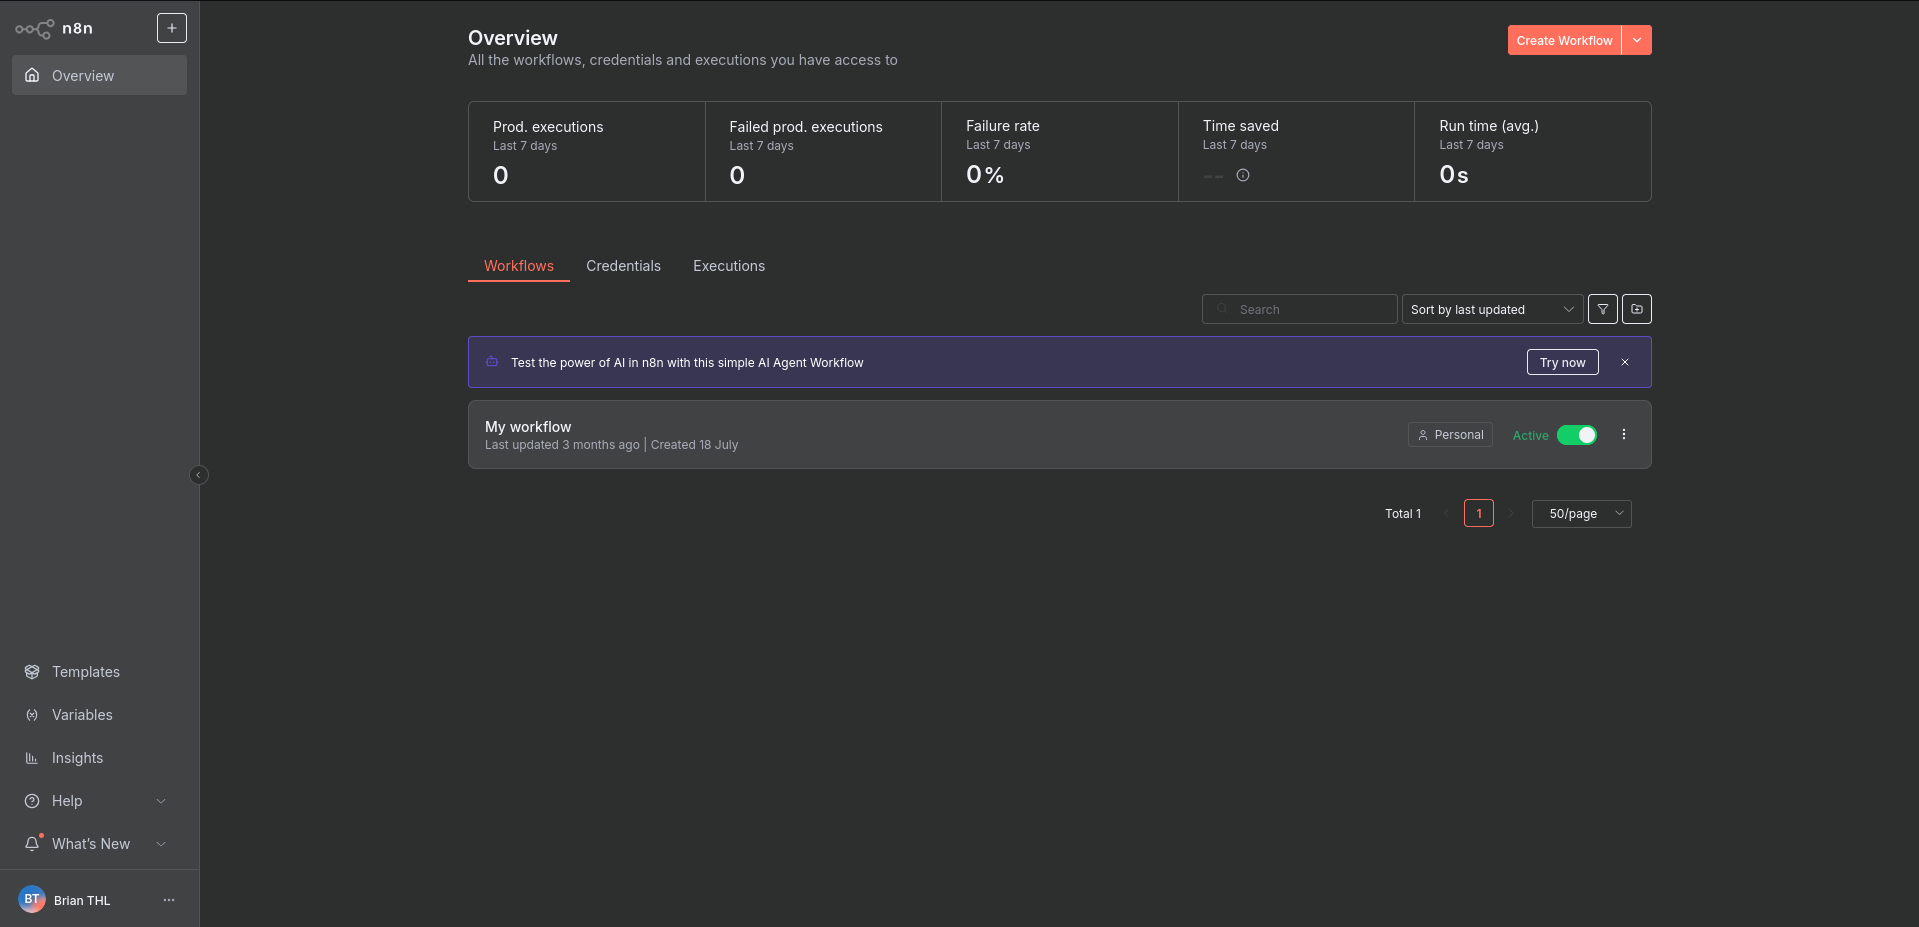 n8n
Overview
Overview
All the workflows, credentials and executions you have access to
Create Workflow
Prod. executions
Last 7 days
0
Failed prod. executions
Last 7 days
0
Failure rate
Last 7 days
0%
Time saved
Last 7 days
--
Run time (avg.)
Last 7 days
0s
Workflows
Credentials
Executions
Search
Sort by last updated
Test the power of AI in n8n with this simple AI Agent Workflow
Try now
My workflow
Last updated 3 months ago | Created 18 July
Personal
Active
Total 1
1
50/page
Templates
Variables
Insights
Help
What's New
BT
Brian THL